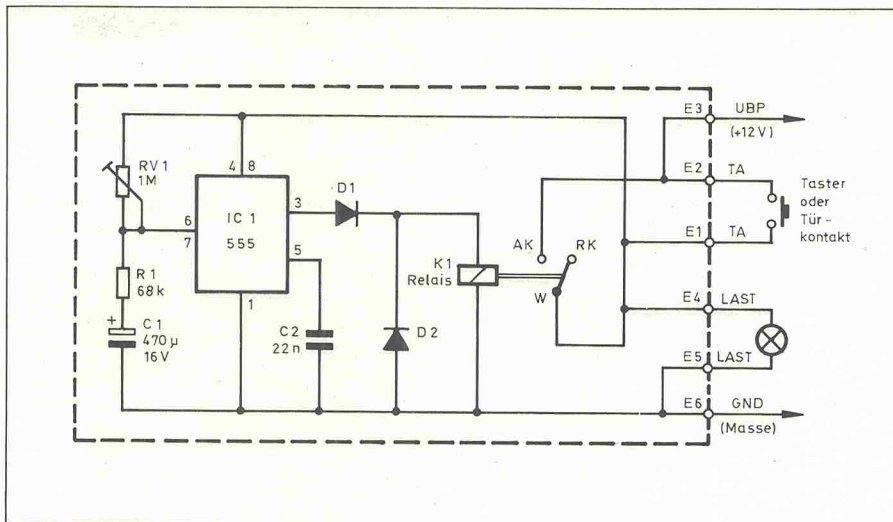 E3
UBP
(+12V)
RV1
1M
4 8
E2
TA
D1
3
Taster
oder
Tür-
kontakt
6
7
IC 1
555
AK
RK
E1
TA
5
K1
Relais
R1
68k
W
E4
LAST
1
+
C1
470µ
16V
C2
22n
D2
E5
LAST
E6
GND
(Masse)